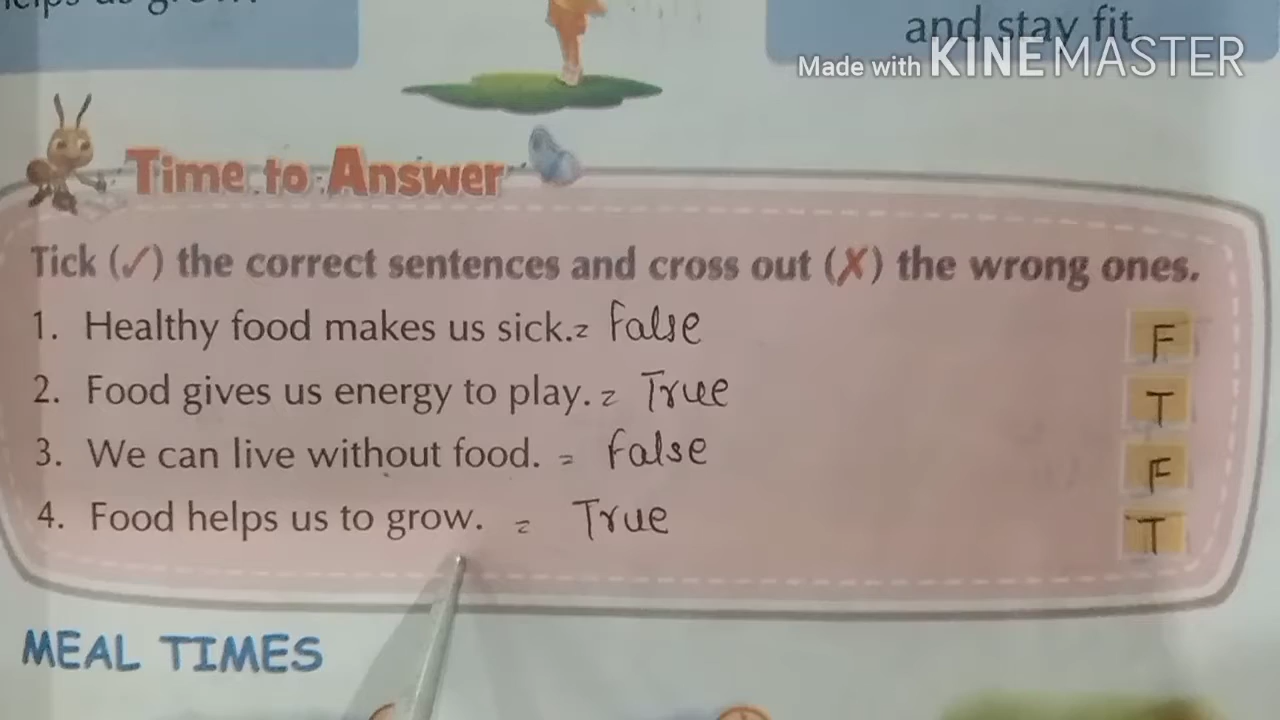 and stay fit.
Made with KINEMASTER
Time to Answer
Tick (✓) the correct sentences and cross out (✗) the wrong ones.
1. Healthy food makes us sick. = False F
2. Food gives us energy to play. = True T
3. We can live without food. = False F
4. Food helps us to grow. = True T
MEAL TIMES